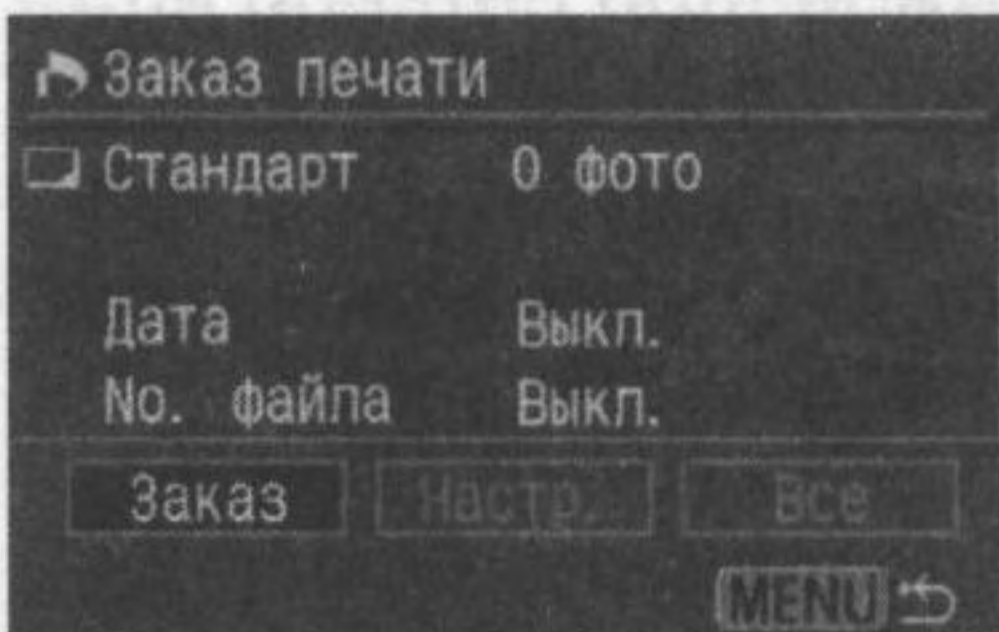 Заказ печати
Стандарт 0 фото
Дата Выкл.
No. файла Выкл.
Заказ Настр. Все
MENU